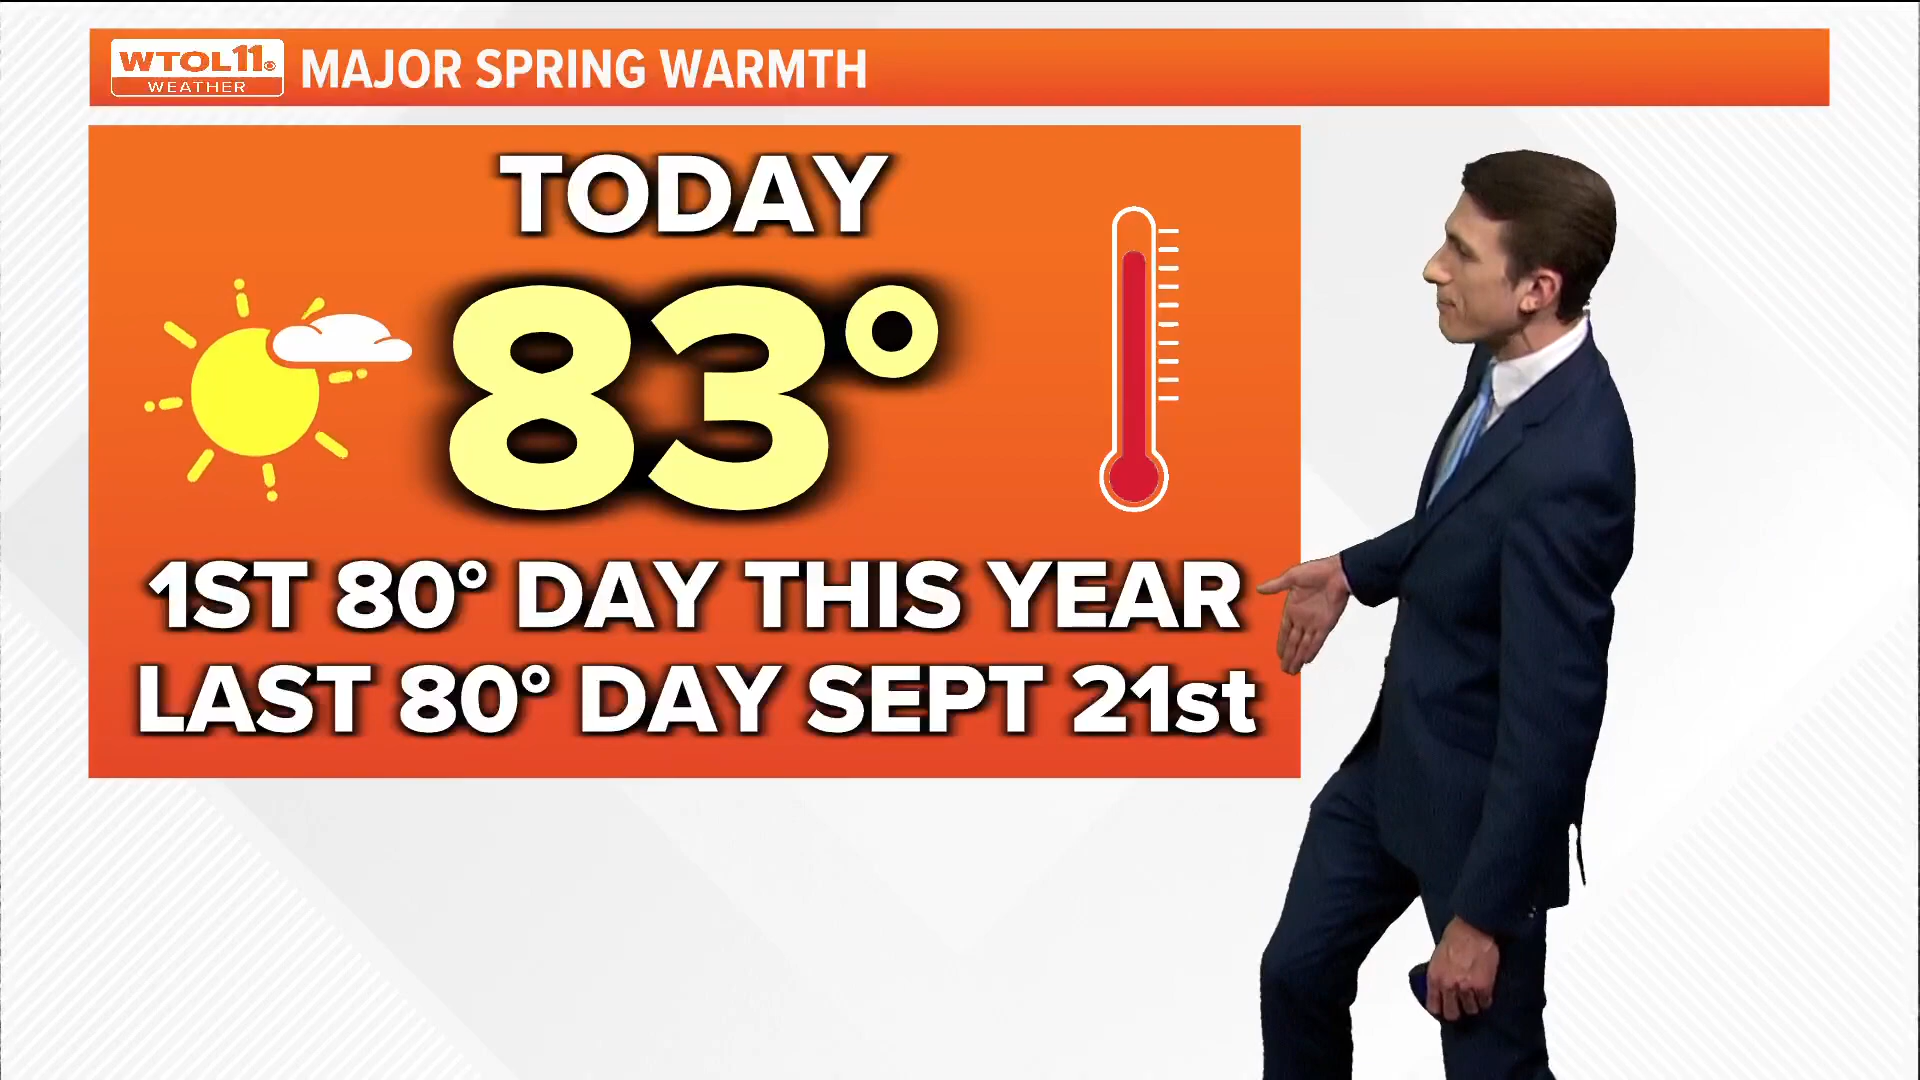 WTOL11
WEATHER
MAJOR SPRING WARMTH
TODAY
83°
1ST 80° DAY THIS YEAR
LAST 80° DAY SEPT 21st